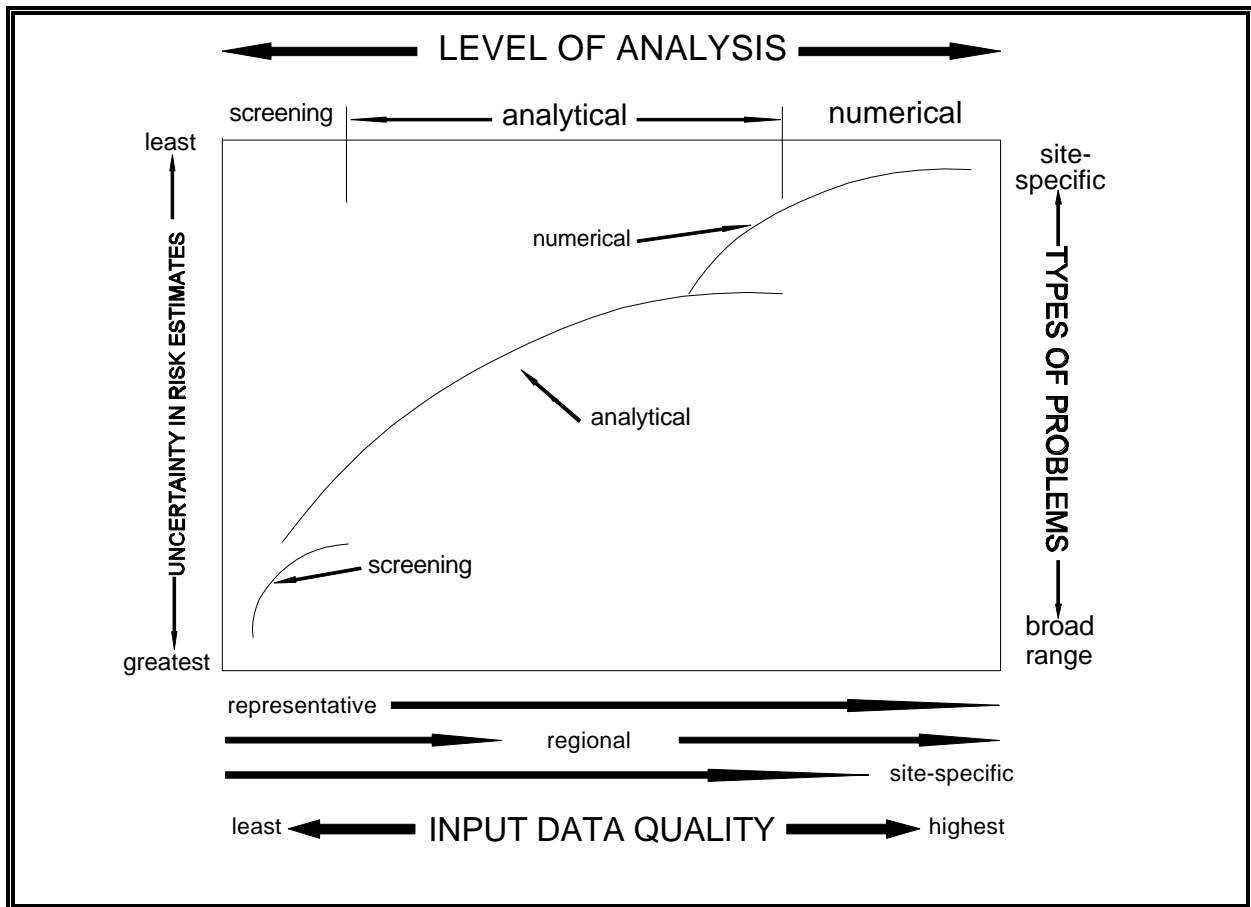 LEVEL OF ANALYSIS
screening
analytical
numerical
least
site-
specific
numerical
UNCERTAINTY IN RISK ESTIMATES
TYPES OF PROBLEMS
analytical
screening
greatest
broad
range
representative
regional
site-specific
least
INPUT DATA QUALITY
highest